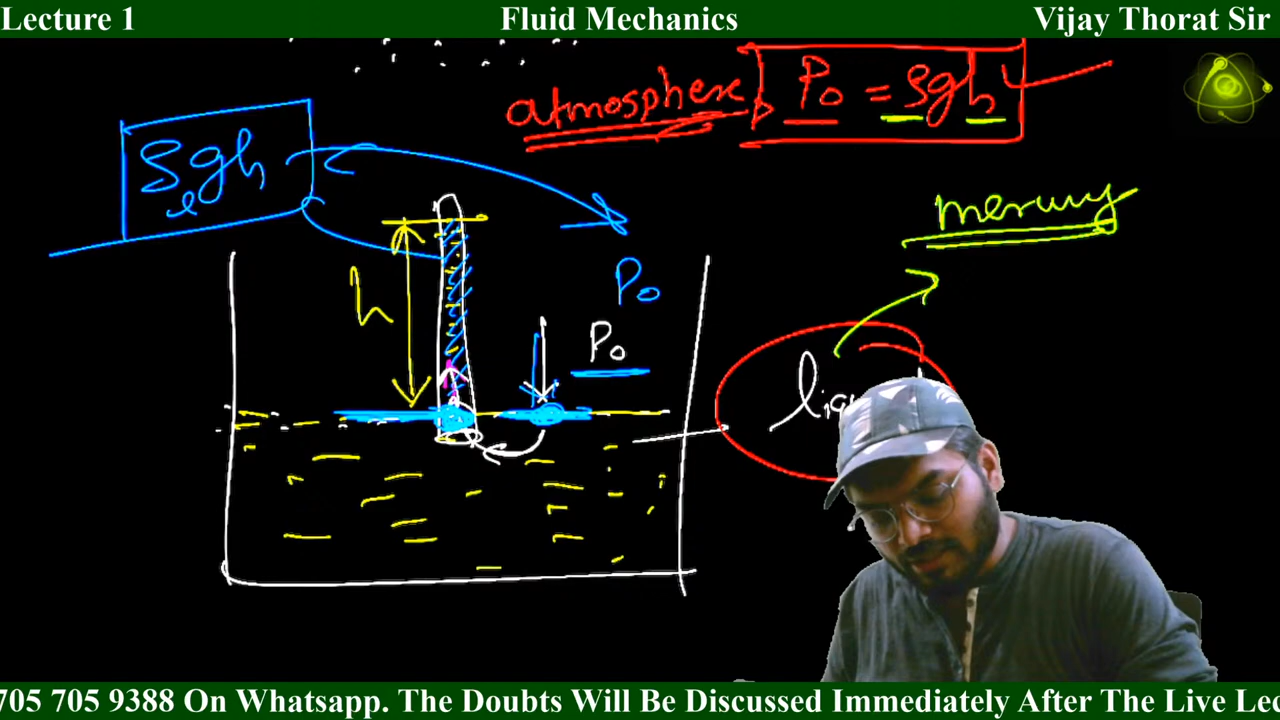 Lecture 1 Fluid Mechanics Vijay Thorat Sir
atmosphere P₀ = ρgh
ρₗgh
mercury
h
P₀
P₀
705 705 9388 On Whatsapp. The Doubts Will Be Discussed Immediately After The Live Lec